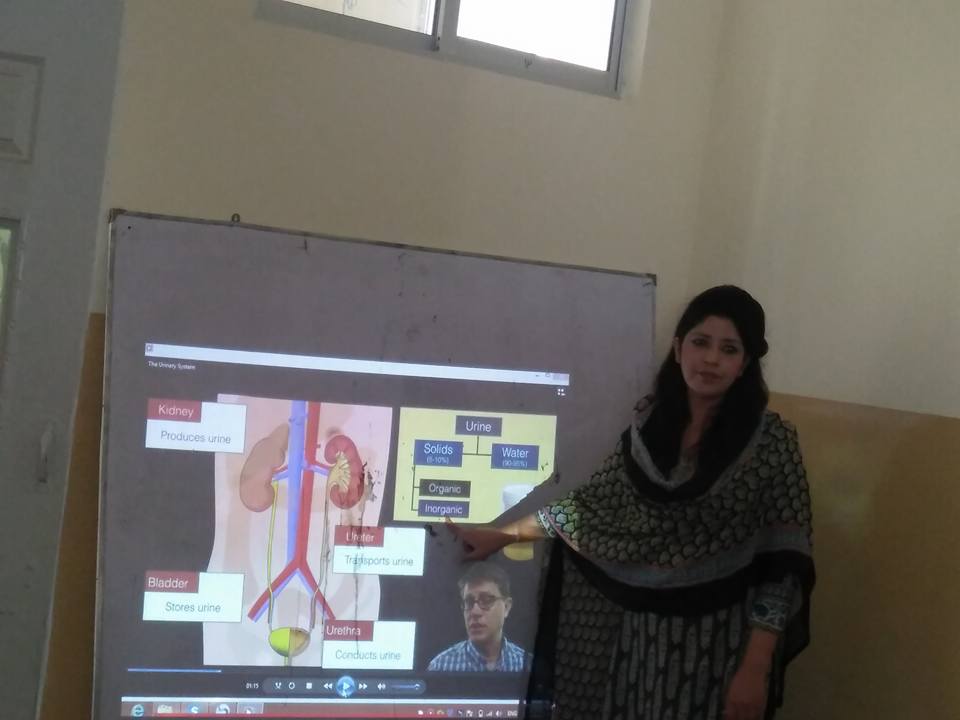 The Urinary System
Kidney
Produces urine
Urine
Solids
(5-10%)
Water
(90-95%)
Organic
Inorganic
Ureter
Transports urine
Bladder
Stores urine
Urethra
Conducts urine
01:15
ENG